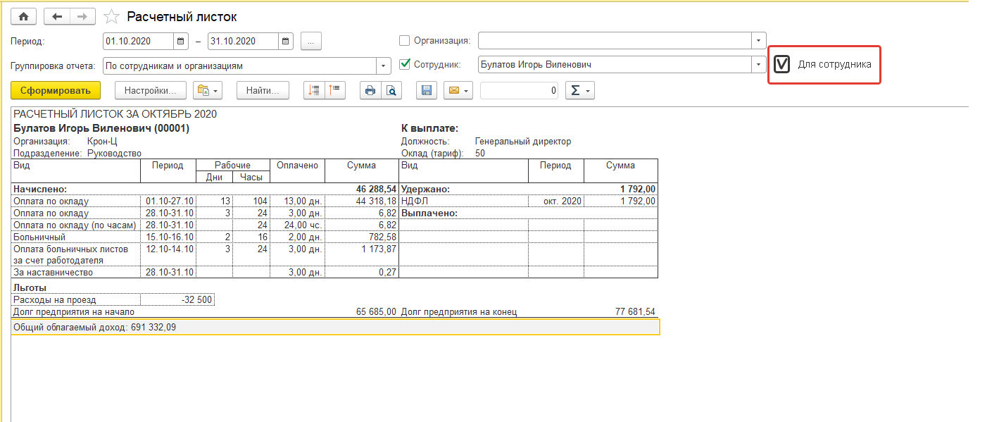 Расчетный листок
Период: 01.10.2020 – 31.10.2020 ... Организация:
Группировка отчета: По сотрудникам и организациям Сотрудник: Булатов Игорь Виленович Для сотрудника
Сформировать Настройки... Найти... 0 Σ
РАСЧЕТНЫЙ ЛИСТОК ЗА ОКТЯБРЬ 2020
Булатов Игорь Виленович (00001) К выплате:
Организация: Крон-Ц Должность: Генеральный директор
Подразделение: Руководство Оклад (тариф): 50
Вид Период Рабочие Оплачено Сумма Вид Период Сумма
Дни Часы
Начислено: 46 288,54 Удержано: 1 792,00
Оплата по окладу 01.10-27.10 13 104 13,00 дн. 44 318,18 НДФЛ окт. 2020 1 792,00
Оплата по окладу 28.10-31.10 3 24 3,00 дн. 6,82 Выплачено:
Оплата по окладу (по часам) 28.10-31.10 24 24,00 чс. 6,82
Больничный 15.10-16.10 2 16 2,00 дн. 782,58
Оплата больничных листов 12.10-14.10 3 24 3,00 дн. 1 173,87
за счет работодателя
За наставничество 28.10-31.10 3,00 дн. 0,27
Льготы
Расходы на проезд -32 500
Долг предприятия на начало 65 685,00 Долг предприятия на конец 77 681,54
Общий облагаемый доход: 691 332,09